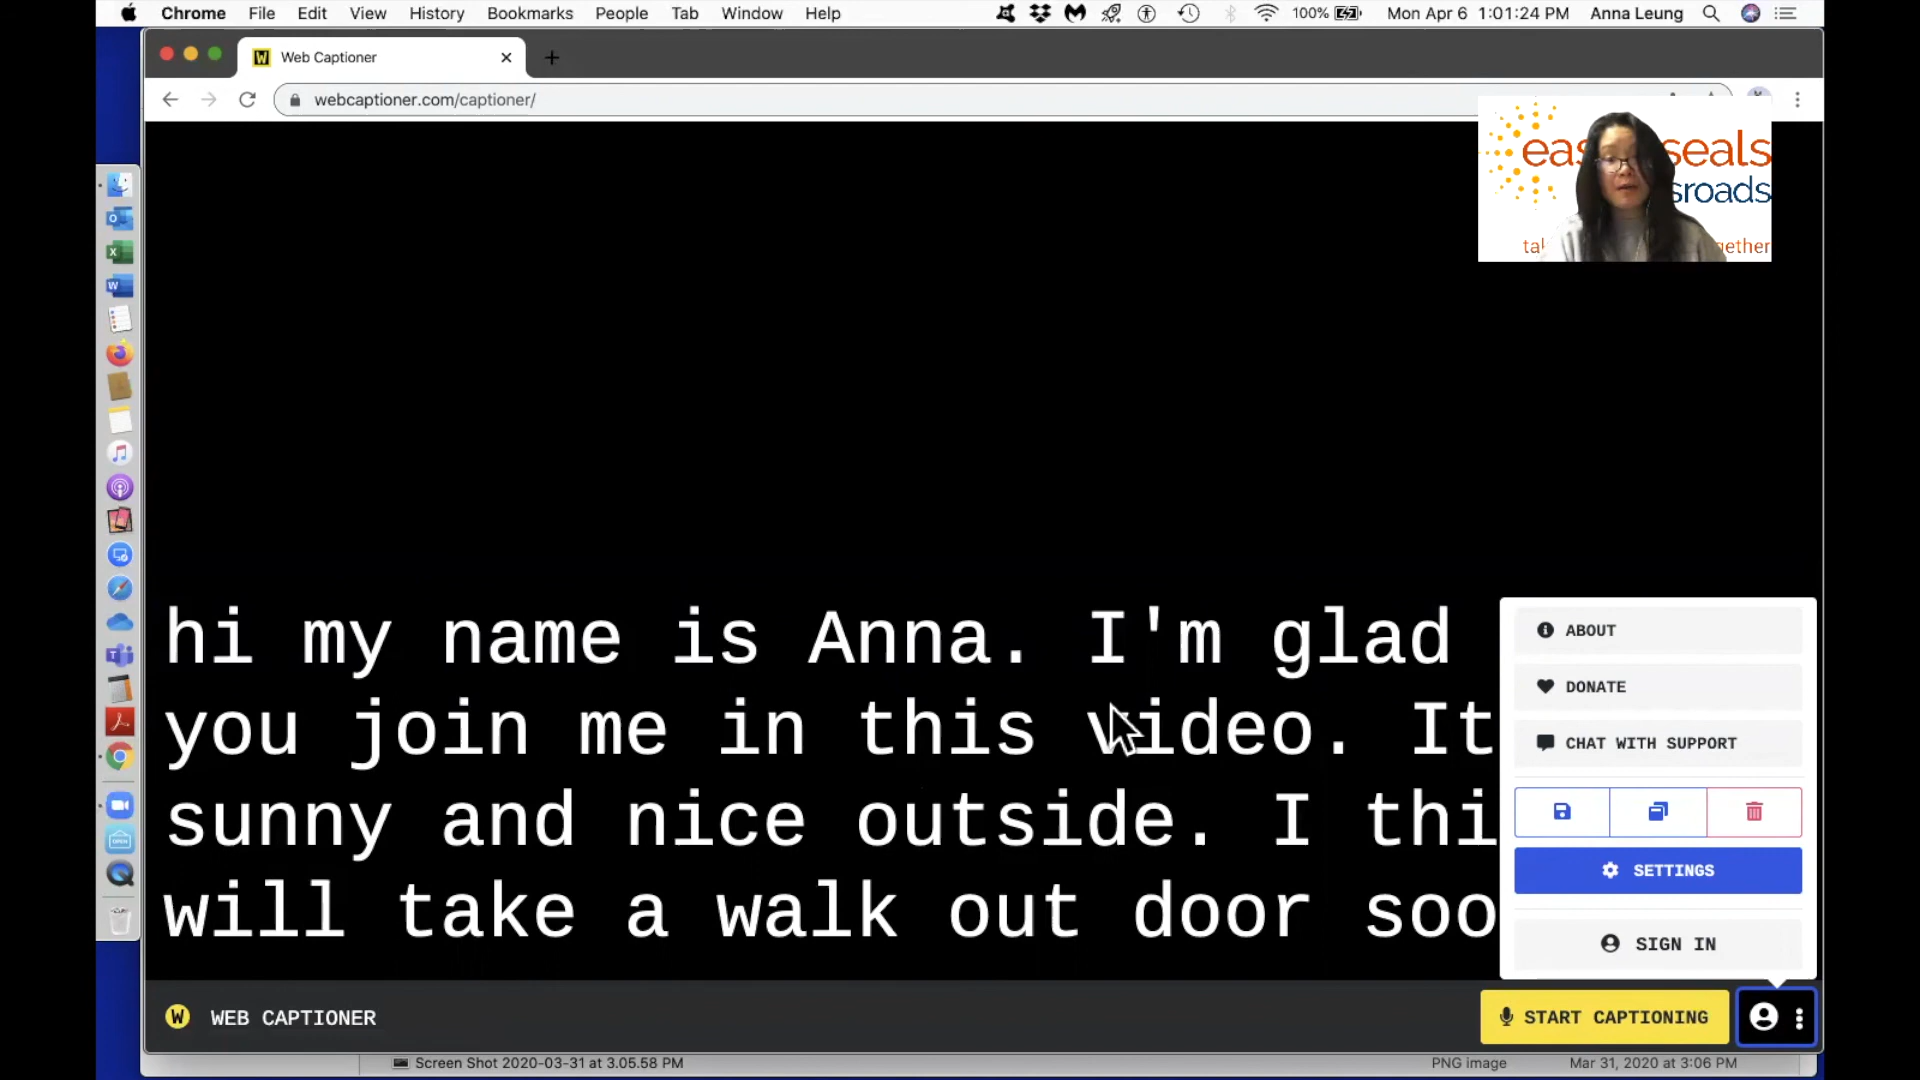 Chrome File Edit View History Bookmarks People Tab Window Help 100% Mon Apr 6 1:01:24 PM Anna Leung
W Web Captioner
webcaptioner.com/captioner/
seals
sroads
hi my name is Anna. I'm glad
you join me in this video. It
sunny and nice outside. I thi
will take a walk out door soo
ABOUT
DONATE
CHAT WITH SUPPORT
SETTINGS
SIGN IN
W WEB CAPTIONER
START CAPTIONING
Screen Shot 2020-03-31 at 3.05.58 PM PNG image Mar 31, 2020 at 3:06 PM